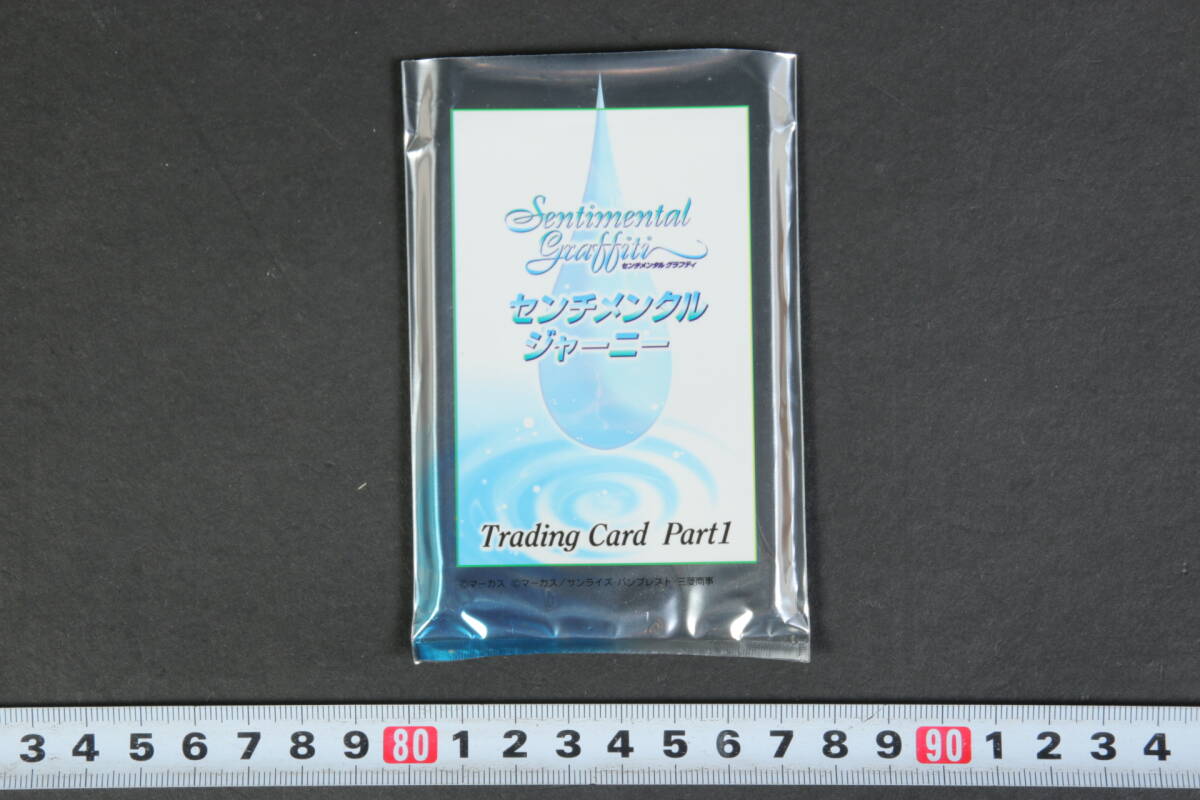 Sentimental
Graffiti
センチメンタル グラフティ
センチメンタル
ジャーニー
Trading Card Part1
©マーカス ©マーカス／サンライズ バンプレスト 三菱商事
3 4 5 6 7 8 9 80 1 2 3 4 5 6 7 8 9 90 1 2 3 4